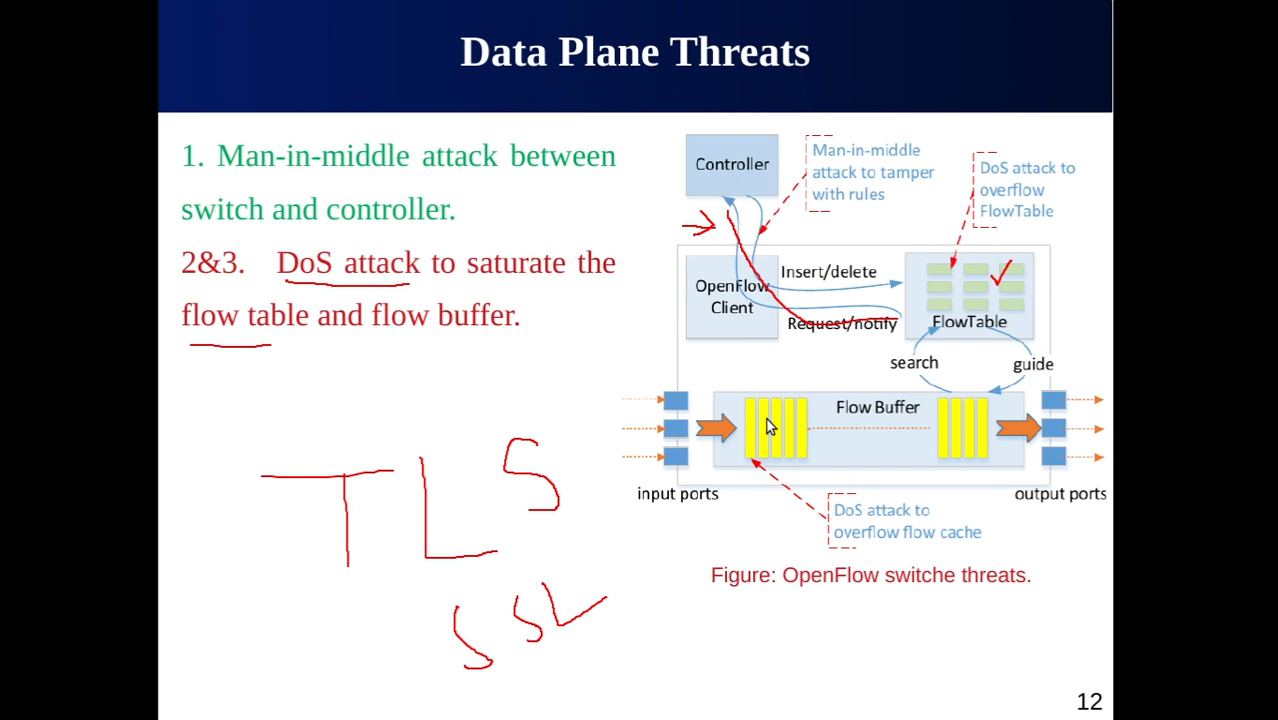 Data Plane Threats
1. Man-in-middle attack between
switch and controller.
2&3. DoS attack to saturate the
flow table and flow buffer.
TLS
SSL
Controller
Man-in-middle
attack to tamper
with rules
DoS attack to
overflow
FlowTable
OpenFlow
Client
Insert/delete
Request/notify
FlowTable
search
guide
Flow Buffer
input ports
output ports
DoS attack to
overflow flow cache
Figure: OpenFlow switche threats.
12